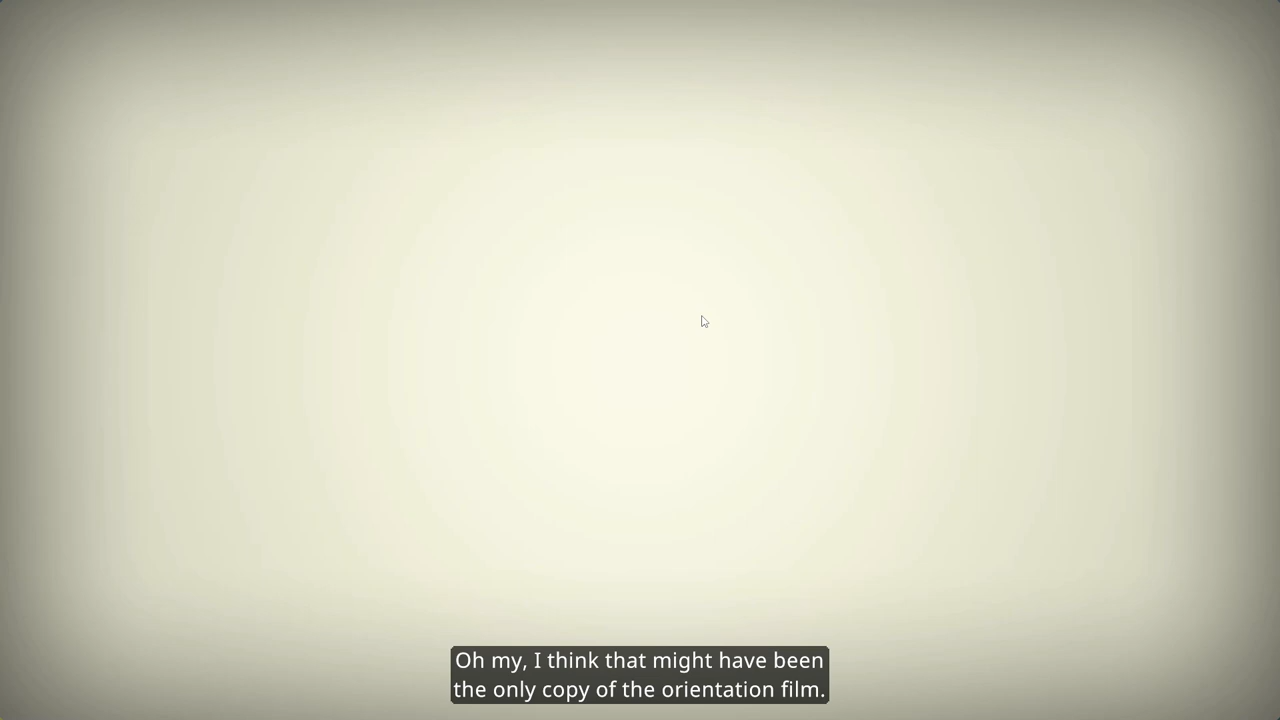 Oh my, I think that might have been
the only copy of the orientation film.